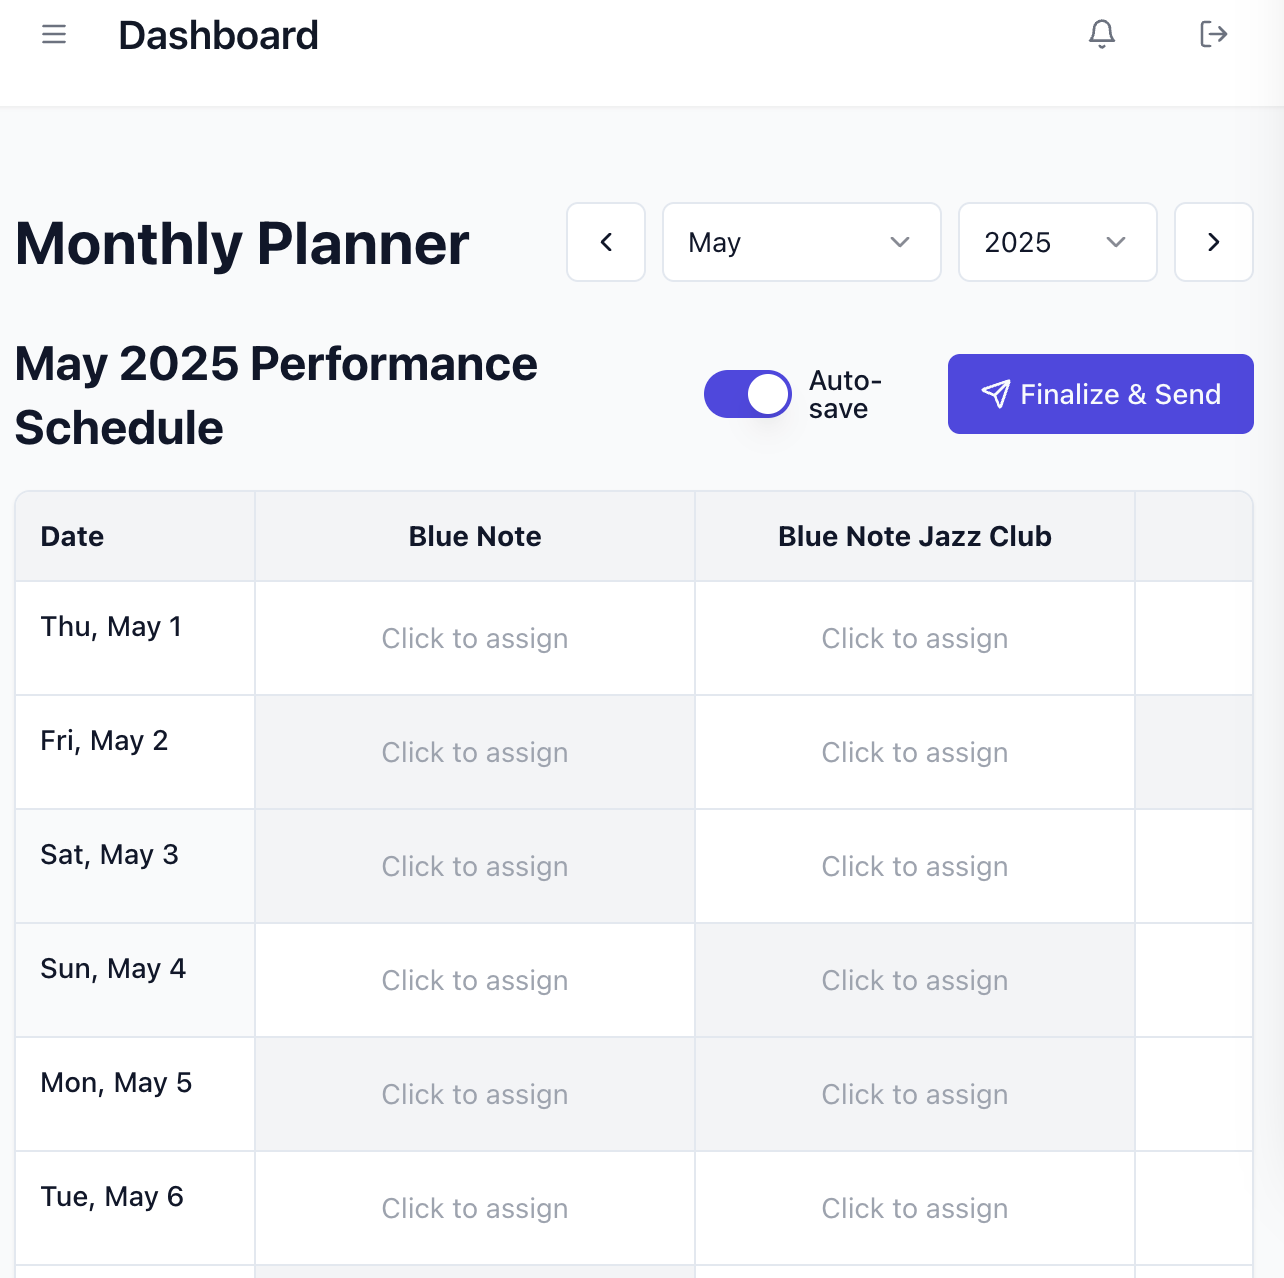 Dashboard
Monthly Planner
May
2025
May 2025 Performance
Schedule
Auto-
save
Finalize & Send
Date
Blue Note
Blue Note Jazz Club
Thu, May 1
Click to assign
Click to assign
Fri, May 2
Click to assign
Click to assign
Sat, May 3
Click to assign
Click to assign
Sun, May 4
Click to assign
Click to assign
Mon, May 5
Click to assign
Click to assign
Tue, May 6
Click to assign
Click to assign